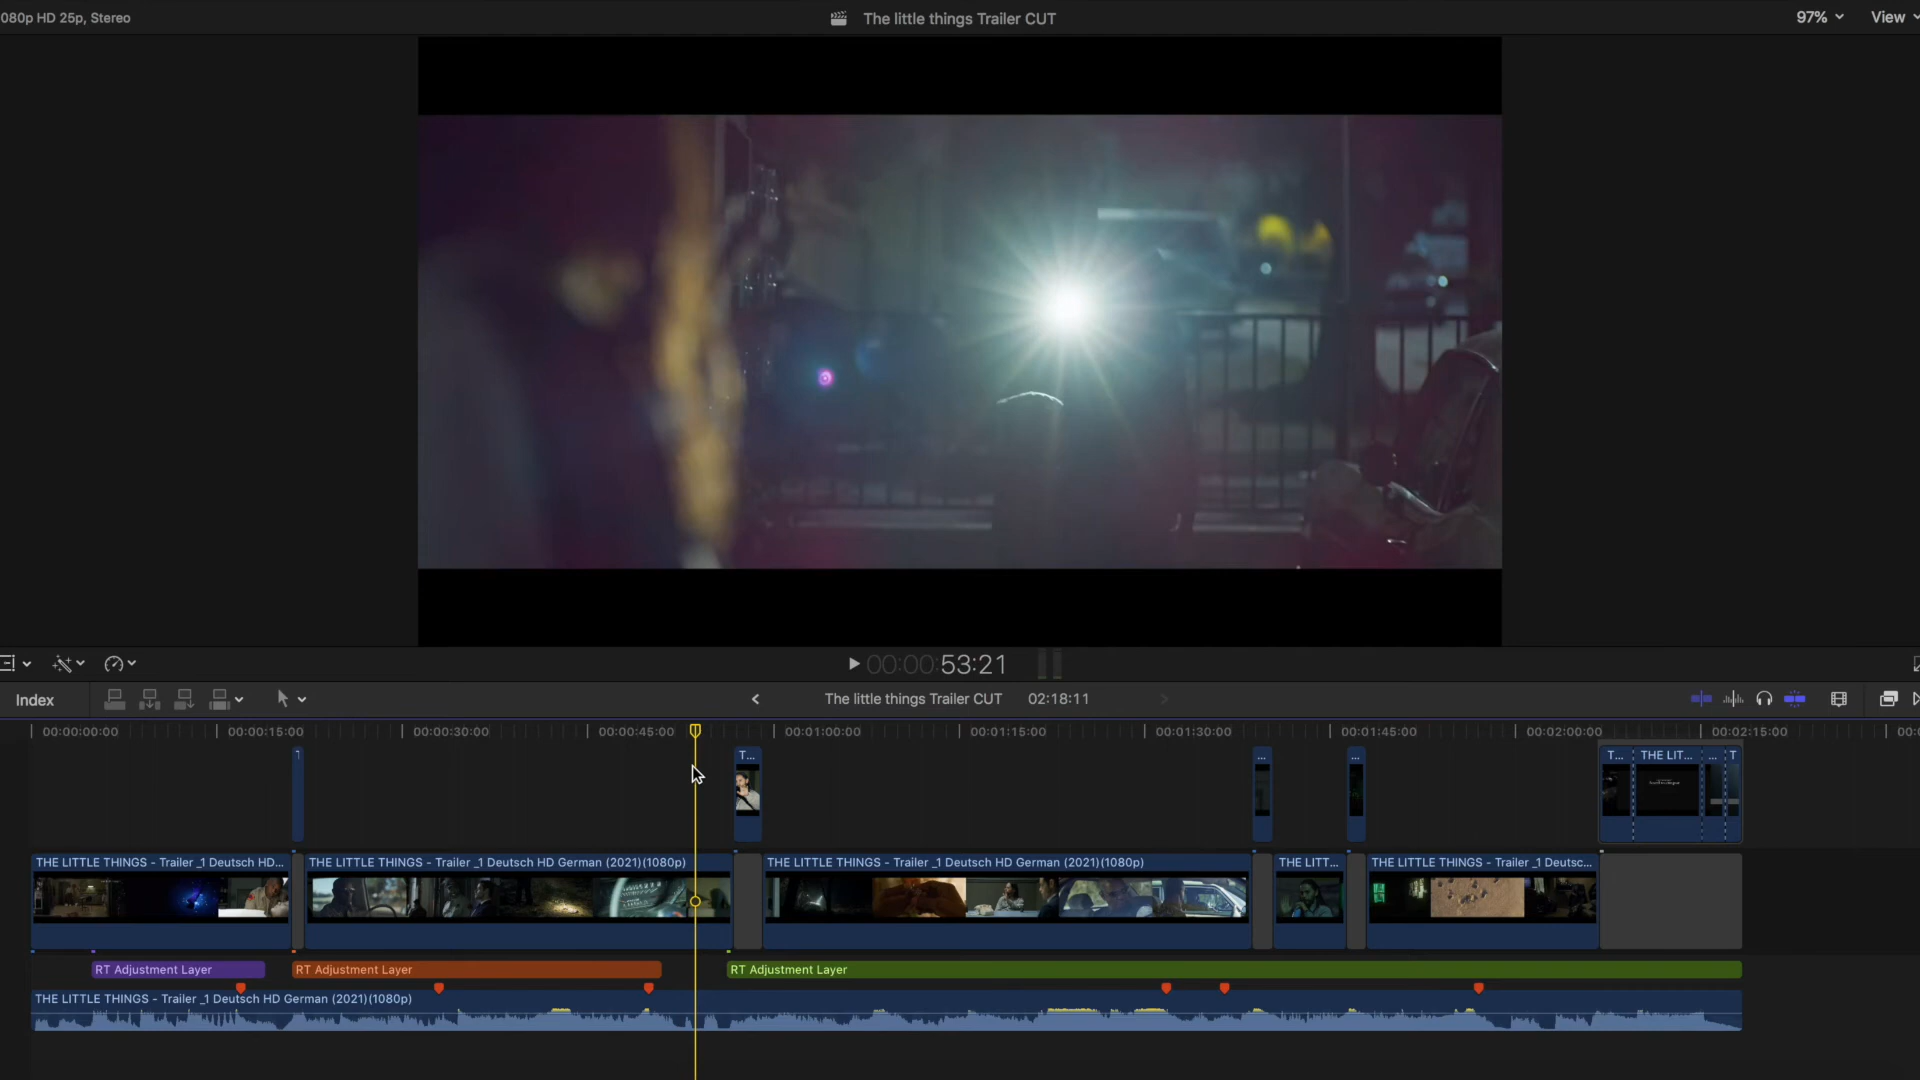 080p HD 25p, Stereo
The little things Trailer CUT
97%
View
00:00:53:21
Index
The little things Trailer CUT 02:18:11
00:00:00:00 00:00:15:00 00:00:30:00 00:00:45:00 00:01:00:00 00:01:15:00 00:01:30:00 00:01:45:00 00:02:00:00 00:02:15:00 00:0
T... ... ... T... THE LIT... ... T
THE LITTLE THINGS - Trailer _1 Deutsch HD... THE LITTLE THINGS - Trailer _1 Deutsch HD German (2021)(1080p) THE LITTLE THINGS - Trailer _1 Deutsch HD German (2021)(1080p) THE LITT... THE LITTLE THINGS - Trailer _1 Deutsc...
RT Adjustment Layer RT Adjustment Layer RT Adjustment Layer
THE LITTLE THINGS - Trailer _1 Deutsch HD German (2021)(1080p)